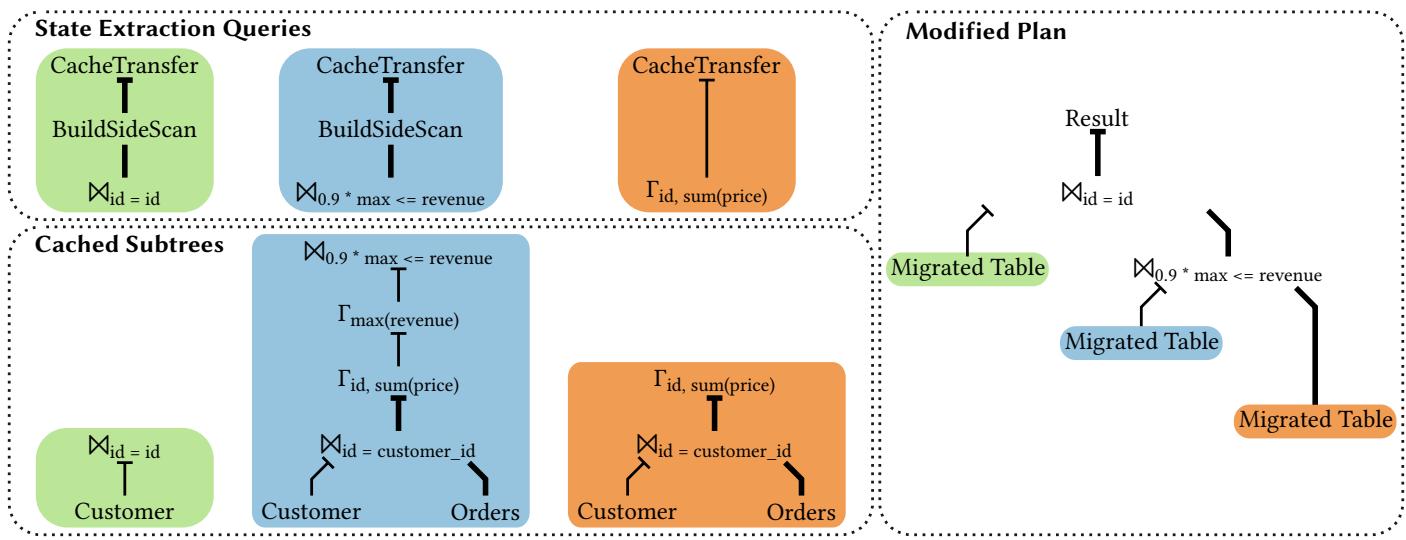 State Extraction Queries
CacheTransfer
BuildSideScan
⋈id = id
CacheTransfer
BuildSideScan
⋈0.9 * max <= revenue
CacheTransfer
Γid, sum(price)
Cached Subtrees
⋈id = id
Customer
⋈0.9 * max <= revenue
Γmax(revenue)
Γid, sum(price)
⋈id = customer_id
Customer Orders
Γid, sum(price)
⋈id = customer_id
Customer Orders
Modified Plan
Result
⋈id = id
Migrated Table
⋈0.9 * max <= revenue
Migrated Table
Migrated Table